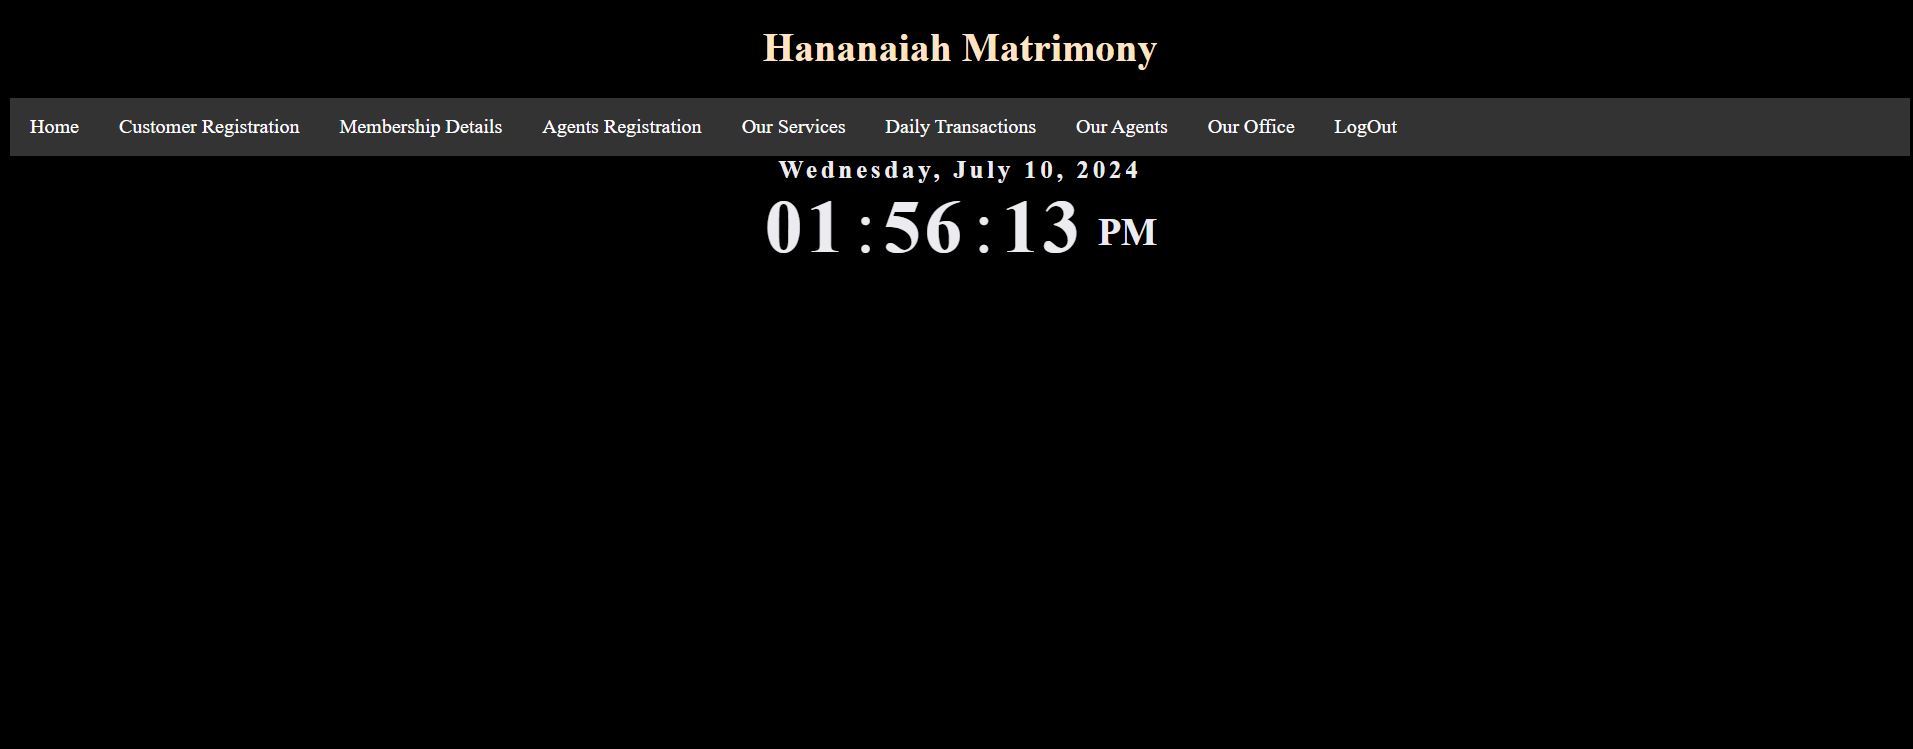 Hananaiah Matrimony
Home Customer Registration Membership Details Agents Registration Our Services Daily Transactions Our Agents Our Office LogOut
Wednesday, July 10, 2024
01:56:13 PM